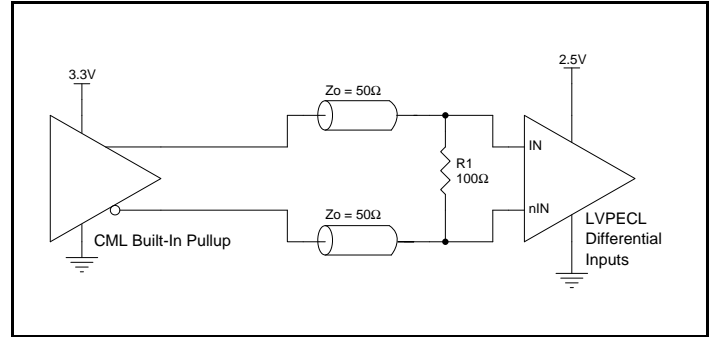 3.3V
2.5V
Zo = 50Ω
IN
R1
100Ω
Zo = 50Ω
nIN
CML Built-In Pullup
LVPECL
Differential
Inputs